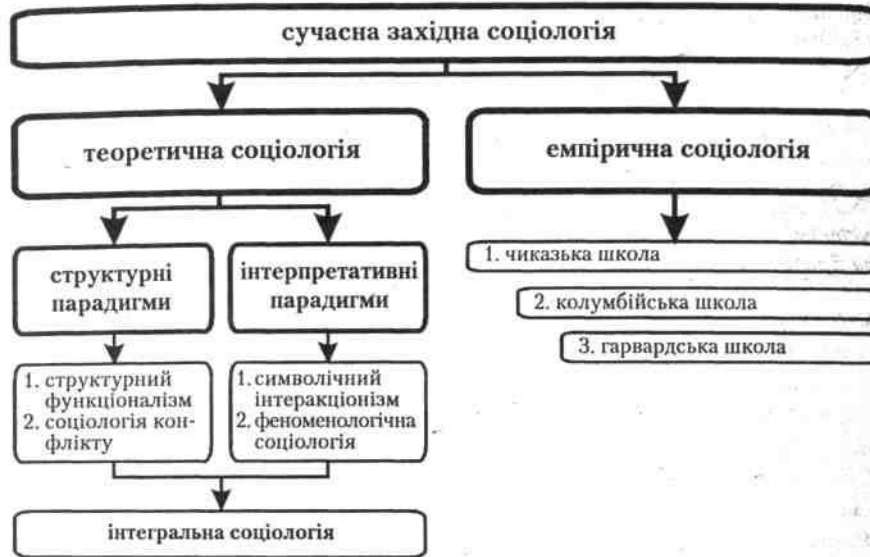 сучасна західна соціологія
теоретична соціологія
емпірична соціологія
структурні
парадигми
інтерпретативні
парадигми
1. структурний
функціоналізм
2. соціологія кон-
флікту
1. символічний
інтеракціонізм
2. феноменологічна
соціологія
інтегральна соціологія
1. чиказька школа
2. колумбійська школа
3. гарвардська школа